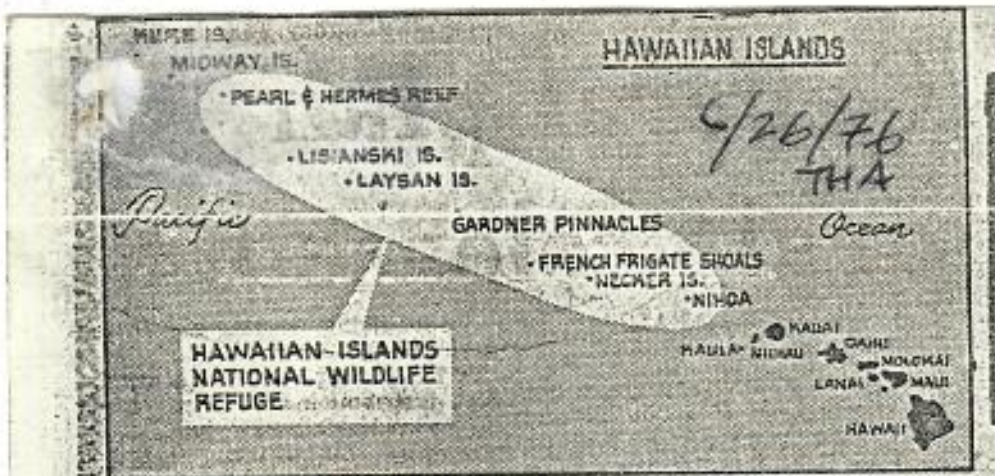 HAWAIIAN ISLANDS
KURE IS.
MIDWAY IS.
PEARL & HERMES REEF
6/26/76
THA
LISIANSKI IS.
LAYSAN IS.
Pacific
GARDNER PINNACLES
Ocean
FRENCH FRIGATE SHOALS
NECKER IS.
NIHOA
KAUAI
KAULA
NIIHAU
OAHU
MOLOKAI
LANAI
MAUI
HAWAII
HAWAIIAN ISLANDS
NATIONAL WILDLIFE
REFUGE